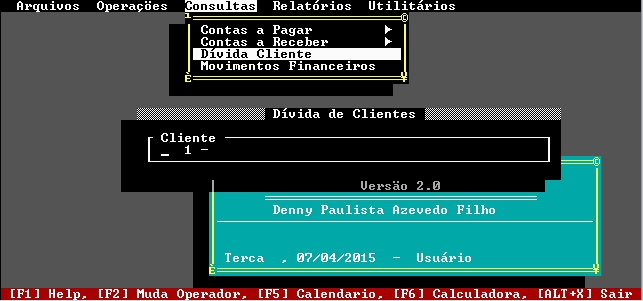 Arquivos Operações Consultas Relatórios Utilitários
Contas a Pagar
Contas a Receber
Dívida Cliente
Movimentos Financeiros
Dívida de Clientes
Cliente
_ 1 -
Versäo 2.0
Denny Paulista Azevedo Filho
Terca , 07/04/2015 - Usuário
[F1] Help, [F2] Muda Operador, [F5] Calendario, [F6] Calculadora, [ALT+X] Sair